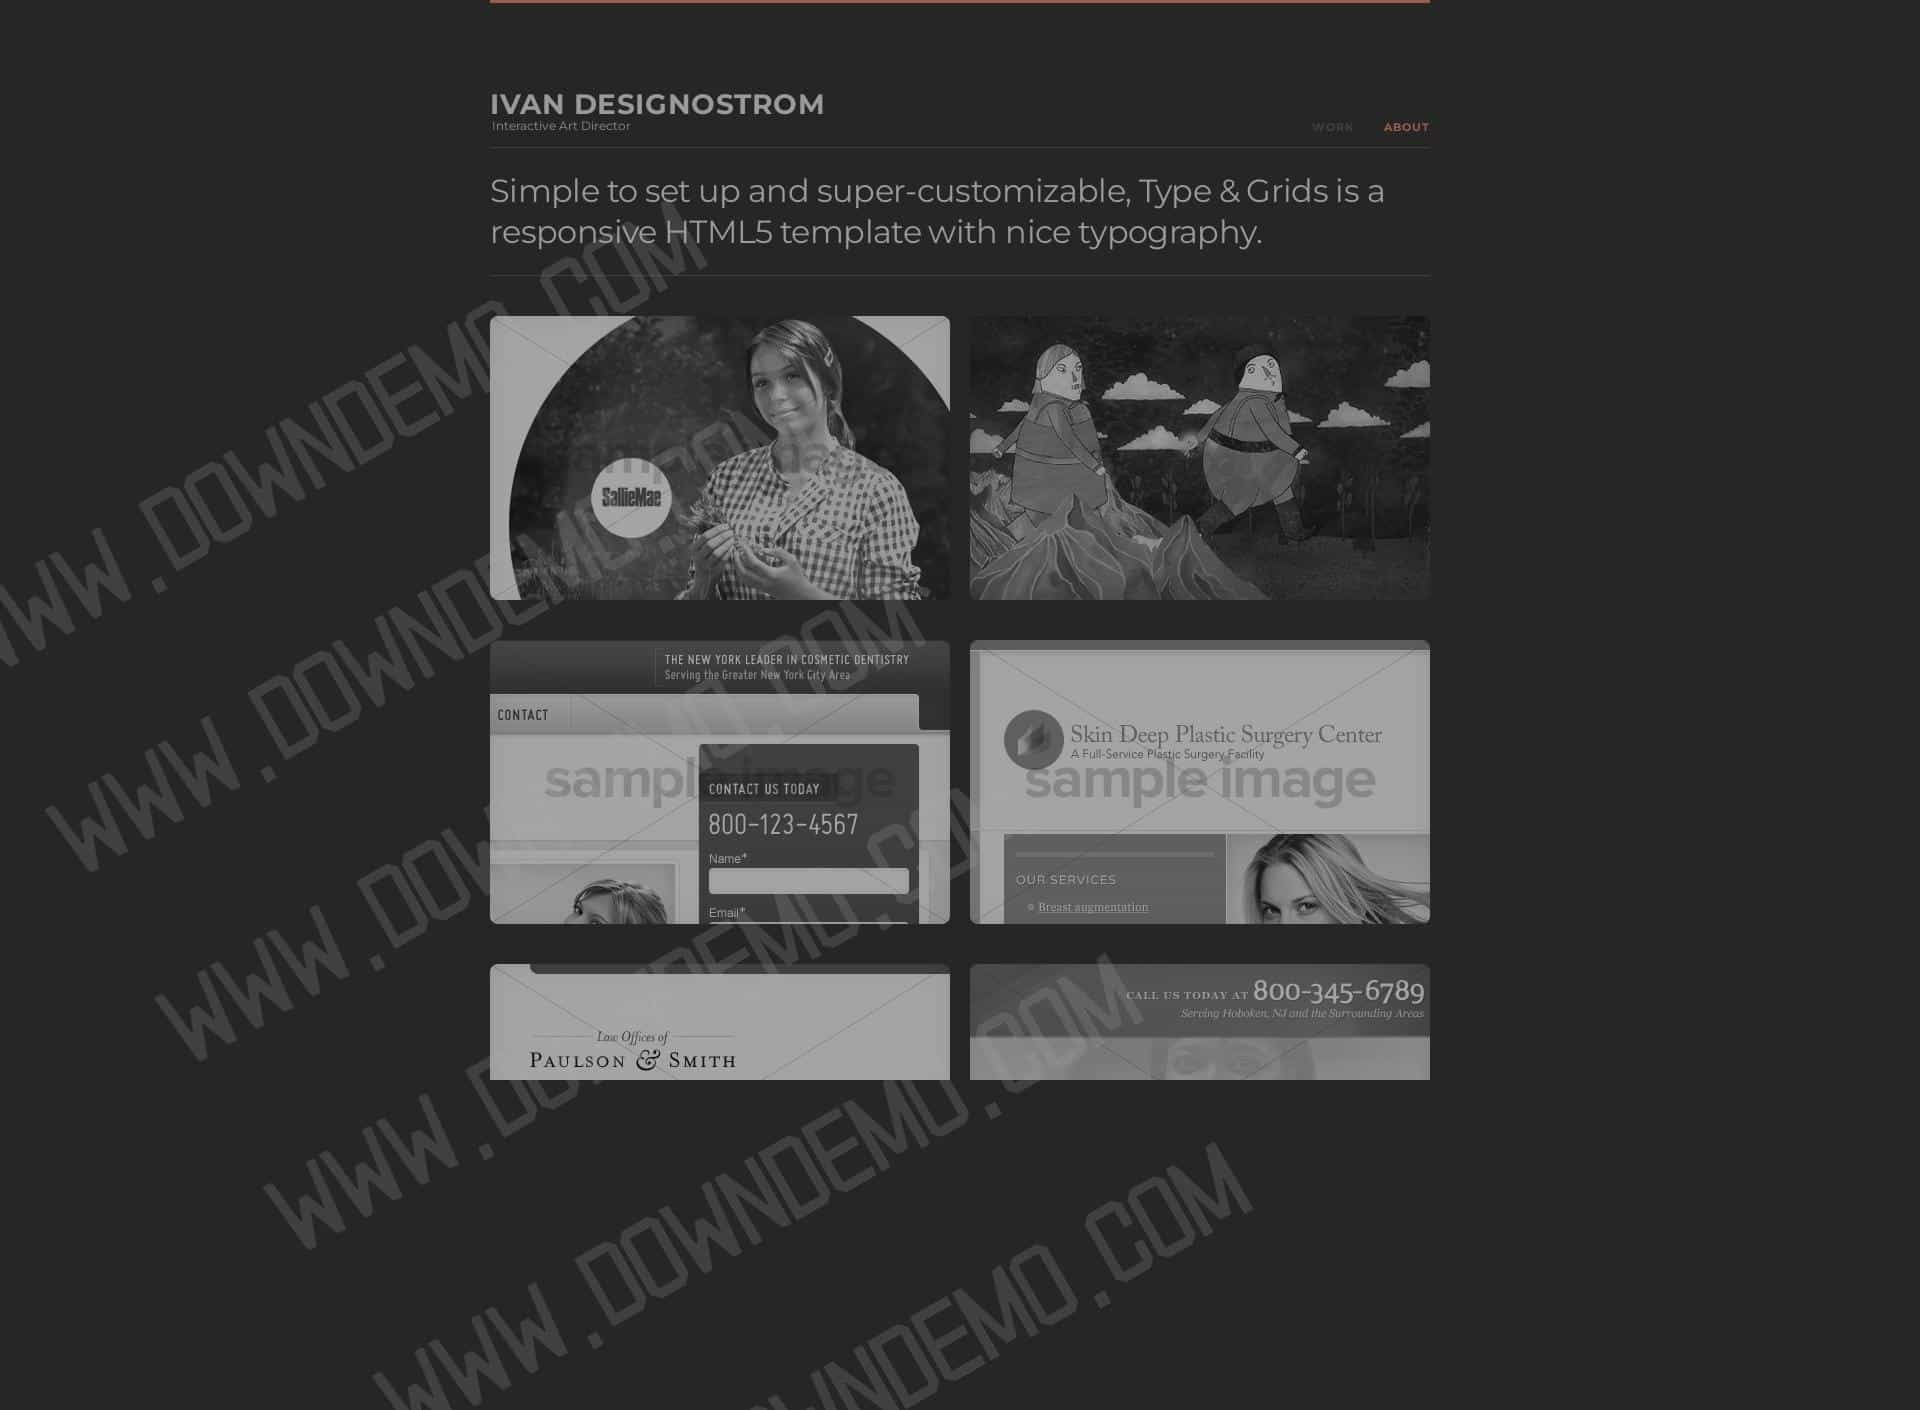 IVAN DESIGNOSTROM
Interactive Art Director
WORK ABOUT
Simple to set up and super-customizable, Type & Grids is a
responsive HTML5 template with nice typography.
sample image
SallieMae
THE NEW YORK LEADER IN COSMETIC DENTISTRY
Serving the Greater New York City Area
CONTACT
sample image
CONTACT US TODAY
800-123-4567
Name*
Email*
Skin Deep Plastic Surgery Center
A Full-Service Plastic Surgery Facility
sample image
OUR SERVICES
Breast augmentation
Law Offices of
PAULSON & SMITH
CALL US TODAY AT 800-345-6789
Serving Hoboken, NJ and the Surrounding Areas
WWW.DOWNDEMO.COM
WWW.DOWNDEMO.COM
WWW.DOWNDEMO.COM
WWW.DOWNDEMO.COM
WWW.DOWNDEMO.COM